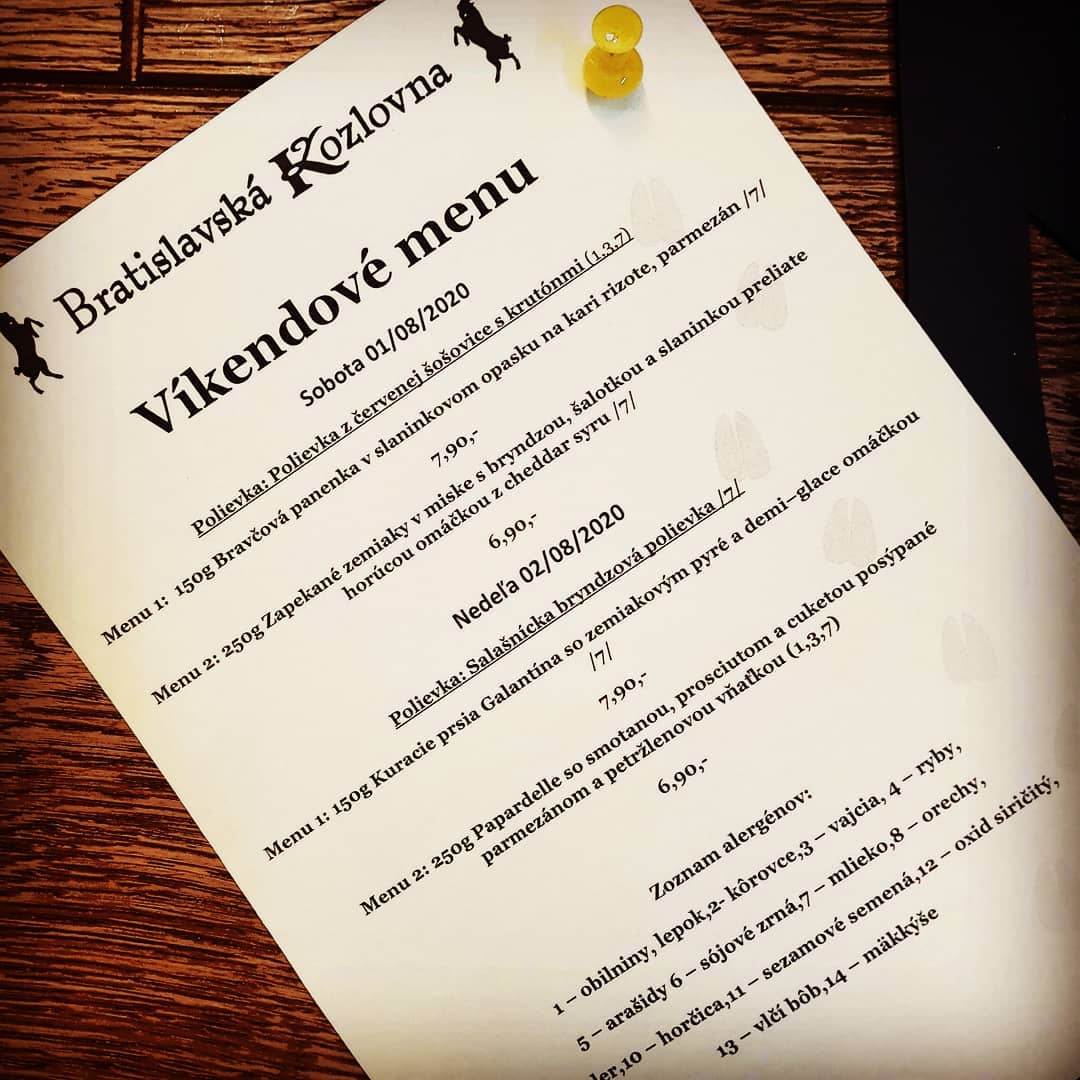 Bratislavská Kozlovna
Víkendové menu
Sobota 01/08/2020
Polievka: Polievka z červenej šošovice s krutónmi (1,3,7)
Menu 1: 150g Bravčová panenka v slaninkovom opasku na kari rizote, parmezán /7/
7,90,-
Menu 2: 250g Zapekané zemiaky v miske s bryndzou, šalotkou a slaninkou preliate
horúcou omáčkou z cheddar syru /7/
6,90,-
Nedeľa 02/08/2020
Polievka: Salašnícka bryndzová polievka /7/
Menu 1: 150g Kuracie prsia Galantína so zemiakovým pyré a demi-glace omáčkou
/7/
7,90,-
Menu 2: 250g Papardelle so smotanou, prosciutom a cuketou posýpané
parmezánom a petržlenovou vňaťkou (1,3,7)
6,90,-
Zoznam alergénov:
1 – obilniny, lepok,2- kôrovce,3 – vajcia, 4 – ryby,
5 – arašidy 6 – sójové zrná,7 – mlieko,8 – orechy,
ler,10 – horčica,11 – sezamové semená,12 – oxid siričitý,
13 – vlčí bôb,14 – mäkkýše